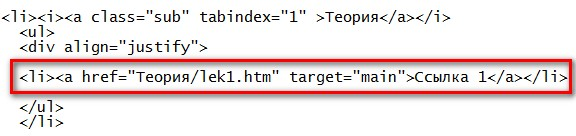 <li><i><a class="sub" tabindex="1" >Теория</a></i>
<ul>
<div align="justify">
<li><a href="Теория/lek1.htm" target="main">Ссылка 1</a></li>
</ul>
</li>